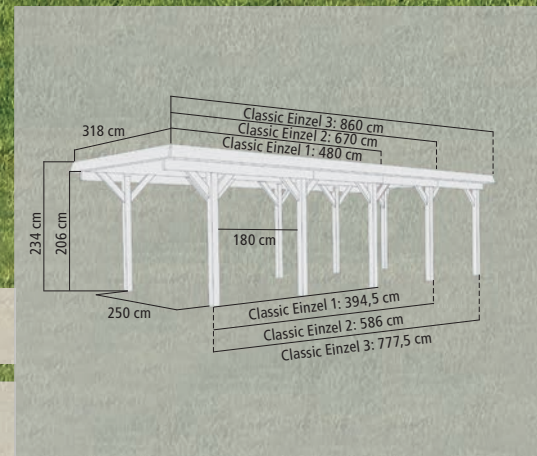 Classic Einzel 3: 860 cm
Classic Einzel 2: 670 cm
Classic Einzel 1: 480 cm
318 cm
234 cm
206 cm
180 cm
250 cm
Classic Einzel 1: 394,5 cm
Classic Einzel 2: 586 cm
Classic Einzel 3: 777,5 cm